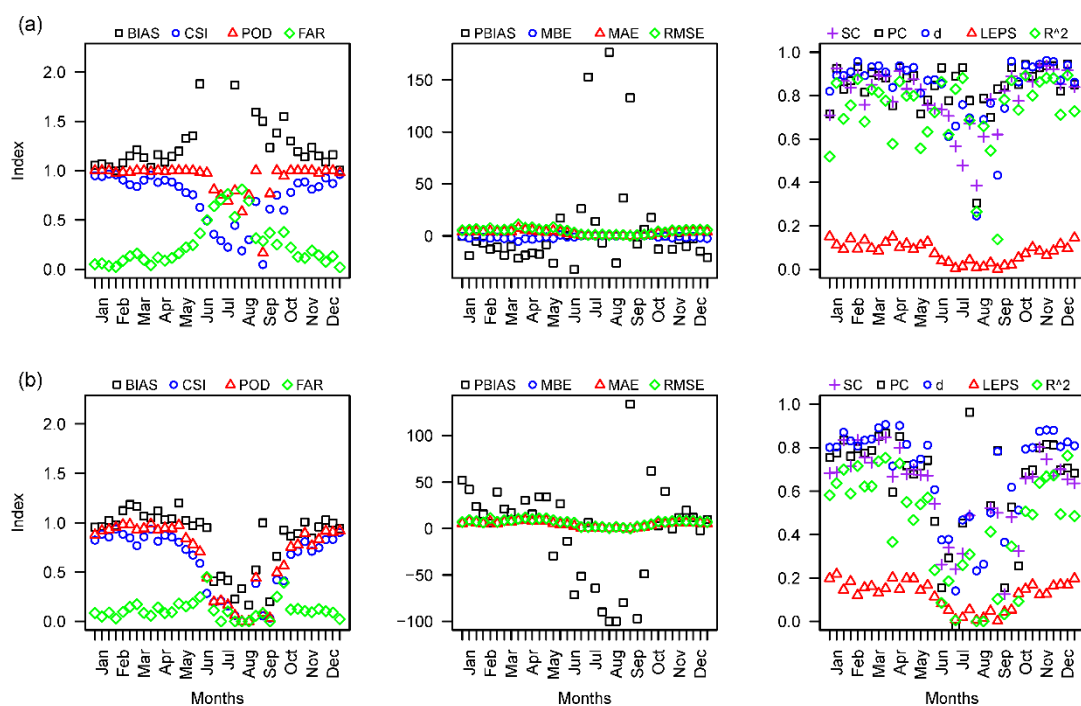 (a)
BIAS CSI POD FAR
PBIAS MBE MAE RMSE
SC PC d LEPS R^2
Index
2.0
1.5
1.0
0.5
0.0
150
100
50
0
1.0
0.8
0.6
0.4
0.2
0.0
Jan Feb Mar Apr May Jun Jul Aug Sep Oct Nov Dec
Jan Feb Mar Apr May Jun Jul Aug Sep Oct Nov Dec
Jan Feb Mar Apr May Jun Jul Aug Sep Oct Nov Dec
(b)
BIAS CSI POD FAR
PBIAS MBE MAE RMSE
SC PC d LEPS R^2
Index
2.0
1.5
1.0
0.5
0.0
100
50
0
−50
−100
1.0
0.8
0.6
0.4
0.2
0.0
Jan Feb Mar Apr May Jun Jul Aug Sep Oct Nov Dec
Jan Feb Mar Apr May Jun Jul Aug Sep Oct Nov Dec
Jan Feb Mar Apr May Jun Jul Aug Sep Oct Nov Dec
Months Months Months